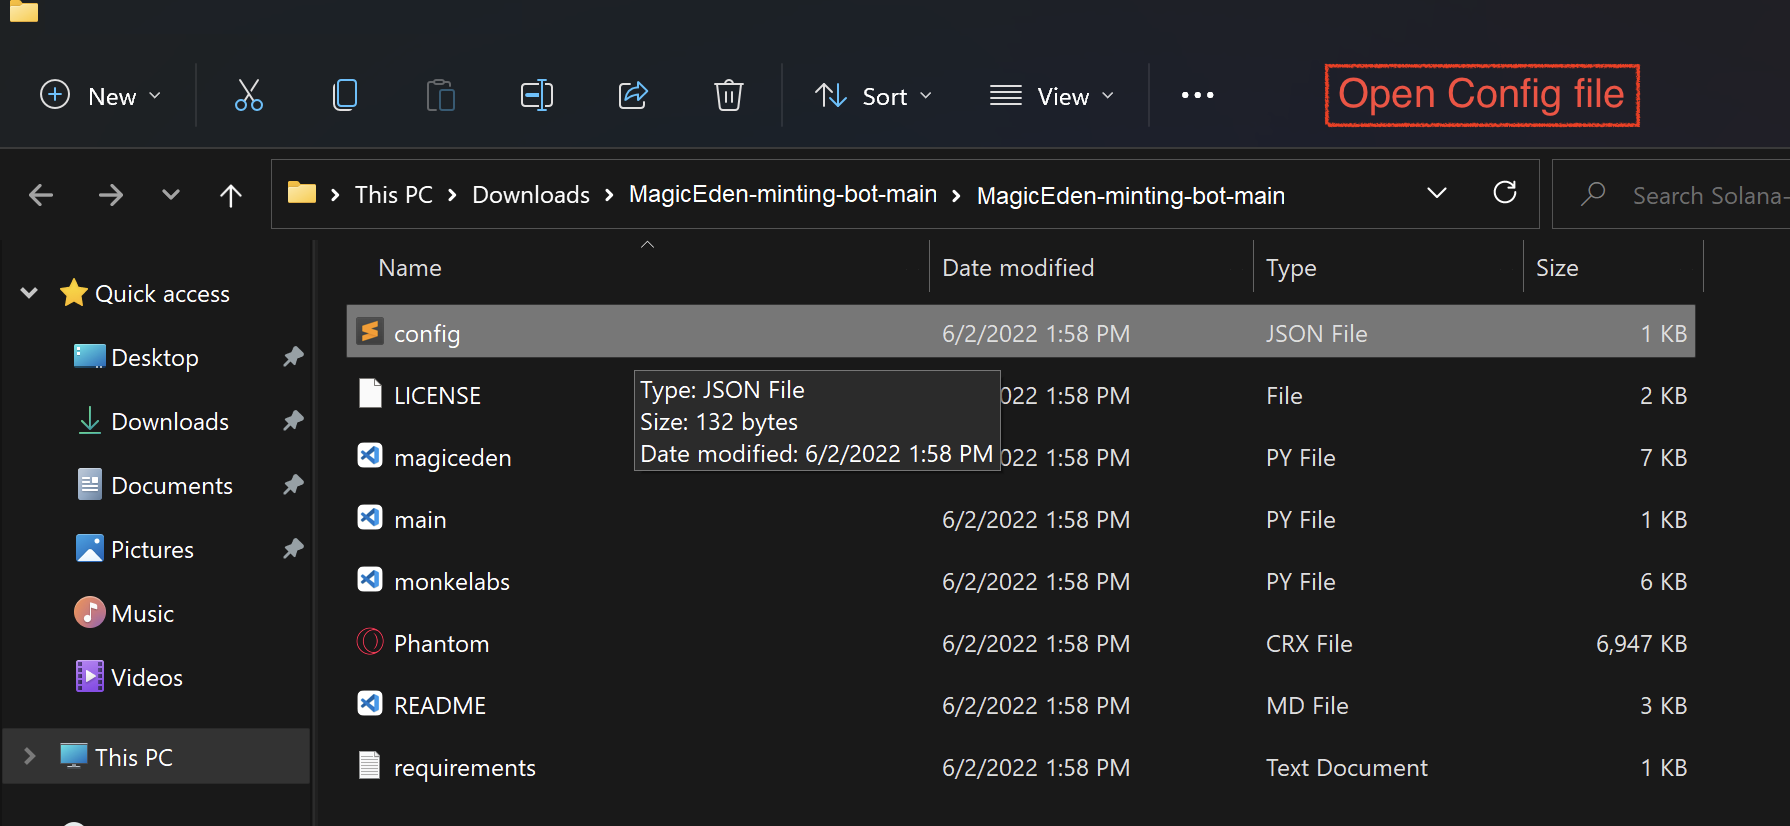 New Sort View Open Config file
This PC Downloads MagicEden-minting-bot-main MagicEden-minting-bot-main Search Solana-
Name Date modified Type Size
Quick access
Desktop
Downloads
Documents
Pictures
Music
Videos
This PC
config 6/2/2022 1:58 PM JSON File 1 KB
Type: JSON File
Size: 132 bytes
Date modified: 6/2/2022 1:58 PM
LICENSE 022 1:58 PM File 2 KB
magiceden 022 1:58 PM PY File 7 KB
main 6/2/2022 1:58 PM PY File 1 KB
monkelabs 6/2/2022 1:58 PM PY File 6 KB
Phantom 6/2/2022 1:58 PM CRX File 6,947 KB
README 6/2/2022 1:58 PM MD File 3 KB
requirements 6/2/2022 1:58 PM Text Document 1 KB